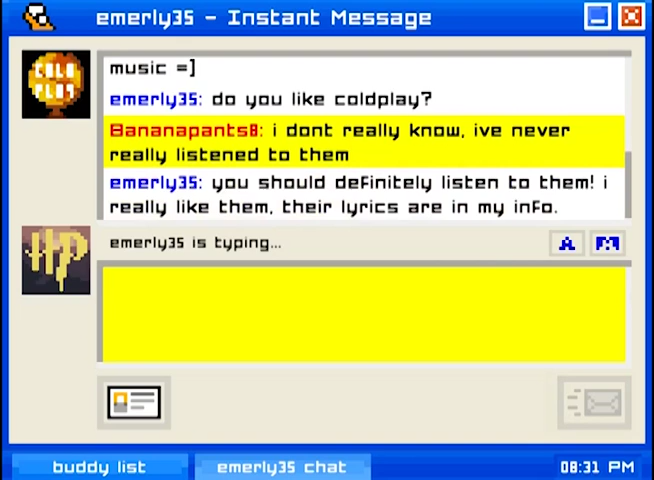 emerly35 - Instant Message
COLD
PLAY
music =]
emerly35: do you like coldplay?
Bananapants8: i dont really know, ive never
really listened to them
emerly35: you should definitely listen to them! i
really like them, their lyrics are in my info.
HP
emerly35 is typing...
A
buddy list
emerly35 chat
08:31 PM